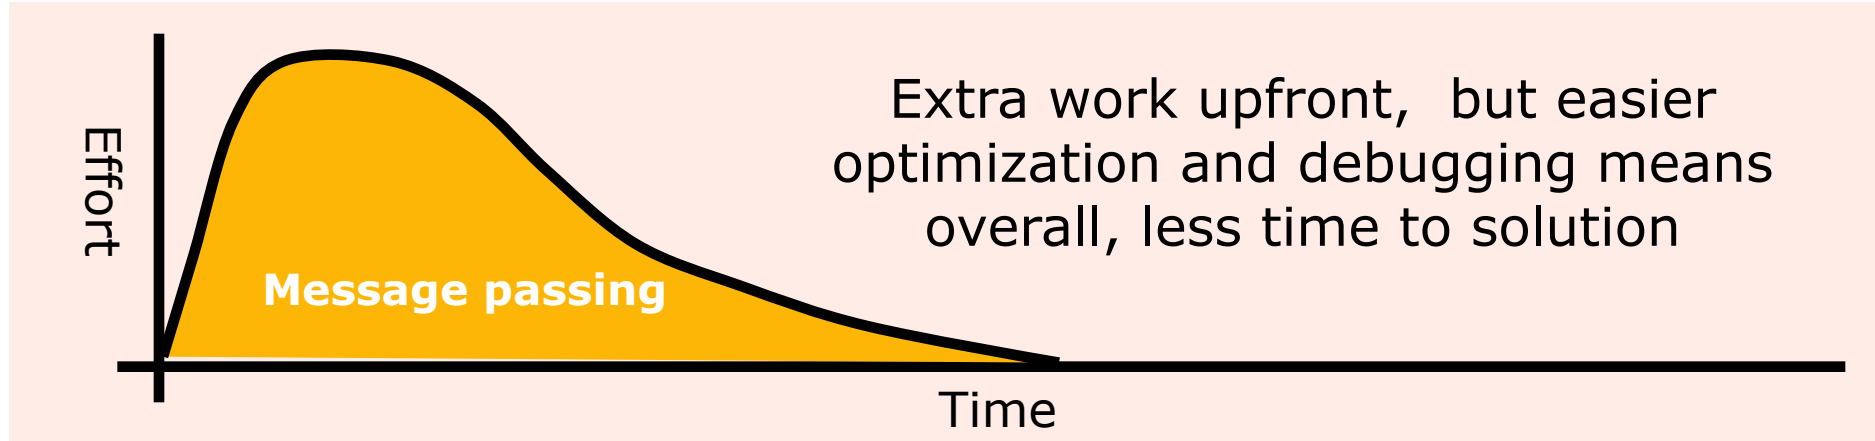 Effort
Extra work upfront,  but easier
optimization and debugging means
overall, less time to solution
Message passing
Time